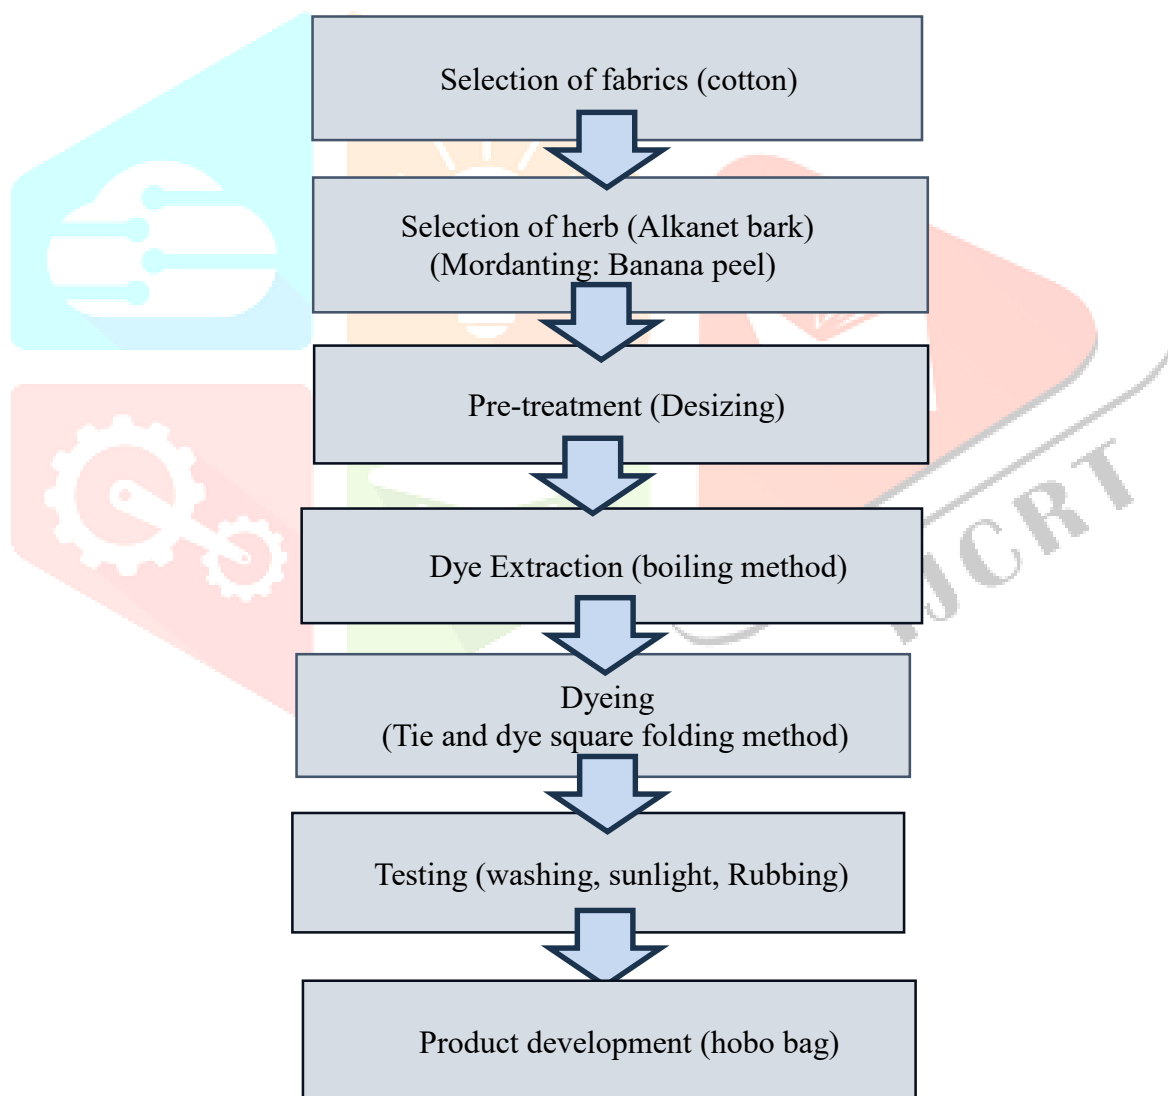 Selection of fabrics (cotton)
Selection of herb (Alkanet bark)
(Mordanting: Banana peel)
Pre-treatment (Desizing)
Dye Extraction (boiling method)
IJCRT
Dyeing
(Tie and dye square folding method)
Testing (washing, sunlight, Rubbing)
Product development (hobo bag)